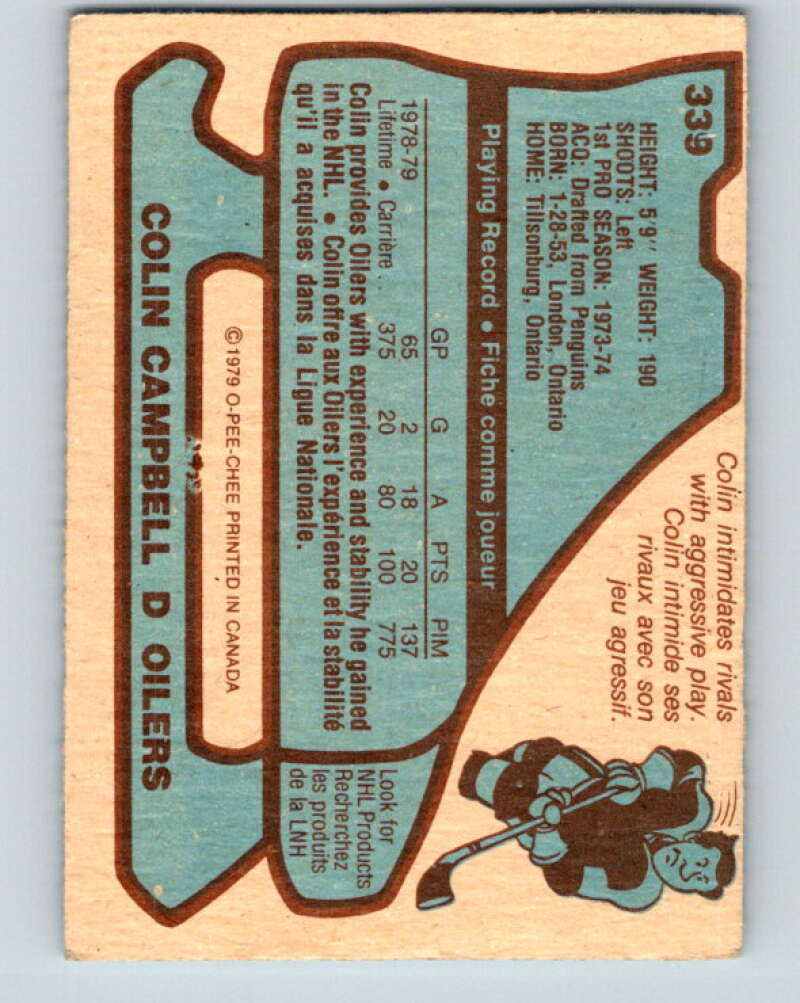 339
HEIGHT: 5'9" WEIGHT: 190
SHOOTS: Left
1st PRO SEASON: 1973-74
ACQ: Drafted from Penguins
BORN: 1-28-53, London, Ontario
HOME: Tillsonburg, Ontario
Colin intimidates rivals
with aggressive play.
Colin intimide ses
rivaux avec son
jeu agressif.
Playing Record • Fiche comme joueur
GP G A PTS PIM
1978-79 65 2 18 20 137
Lifetime • Carrière 375 20 80 100 775
Colin provides Oilers with experience and stability he gained
in the NHL. • Colin offre aux Oilers l'expérience et la stabilité
qu'il a acquises dans la Ligue Nationale.
Look for
NHL Products
Recherchez
les produits
de la LNH
©1979 O-PEE-CHEE PRINTED IN CANADA
COLIN CAMPBELL D OILERS